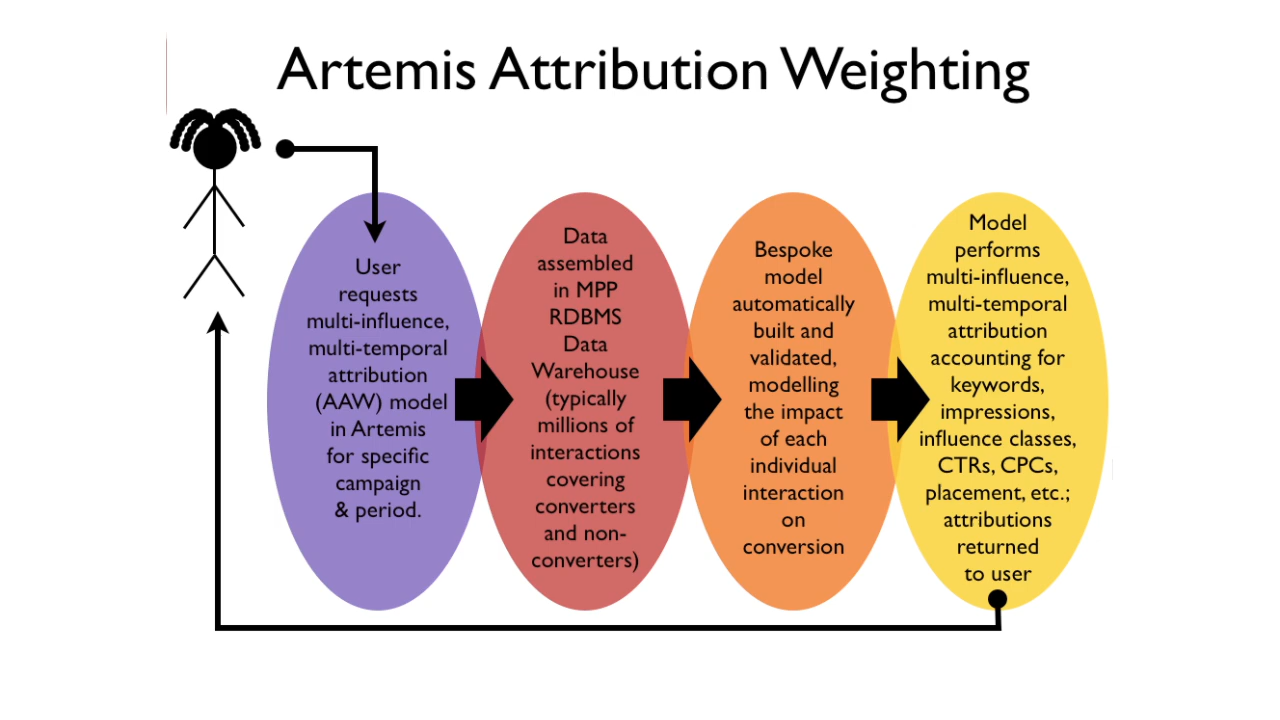 Artemis Attribution Weighting
User
requests
multi-influence,
multi-temporal
attribution
(AAW) model
in Artemis
for specific
campaign
& period.
Data
assembled
in MPP
RDBMS
Data
Warehouse
(typically
millions of
interactions
covering
converters
and non-
converters)
Bespoke
model
automatically
built and
validated,
modelling
the impact
of each
individual
interaction
on
conversion
Model
performs
multi-influence,
multi-temporal
attribution
accounting for
keywords,
impressions,
influence classes,
CTRs, CPCs,
placement, etc.;
attributions
returned
to user